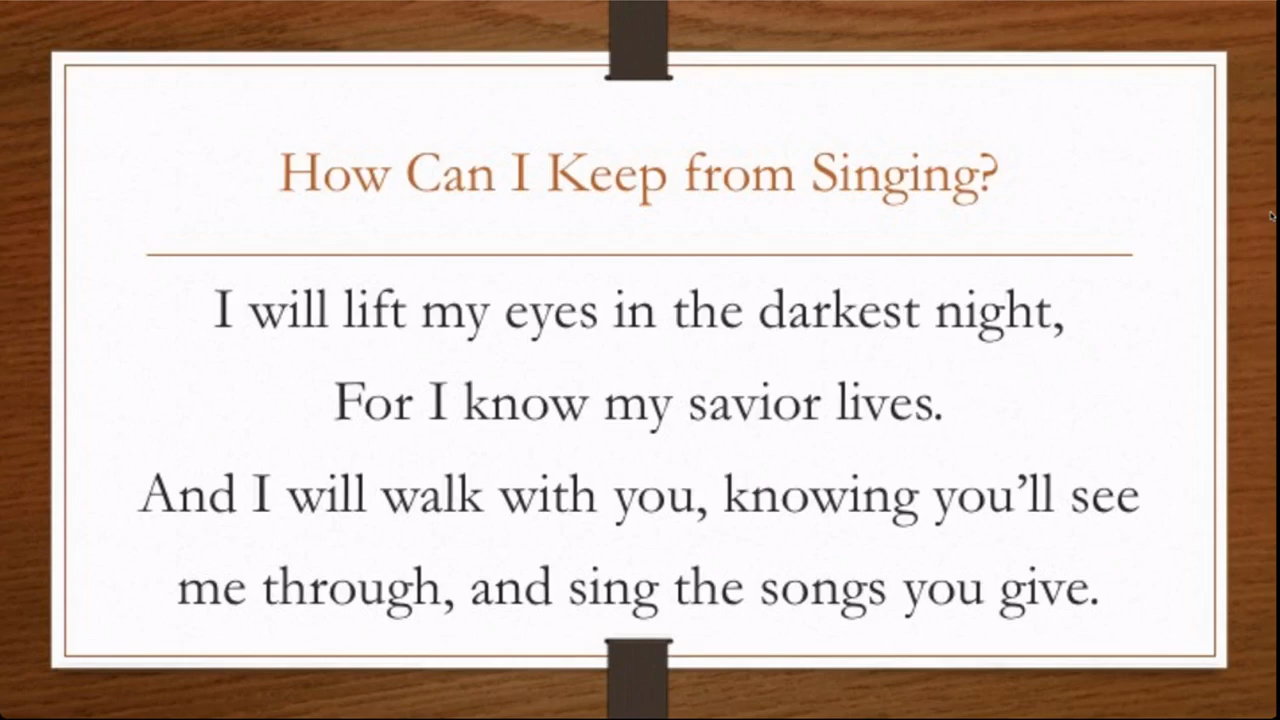 How Can I Keep from Singing?
I will lift my eyes in the darkest night,
For I know my savior lives.
And I will walk with you, knowing you’ll see
me through, and sing the songs you give.